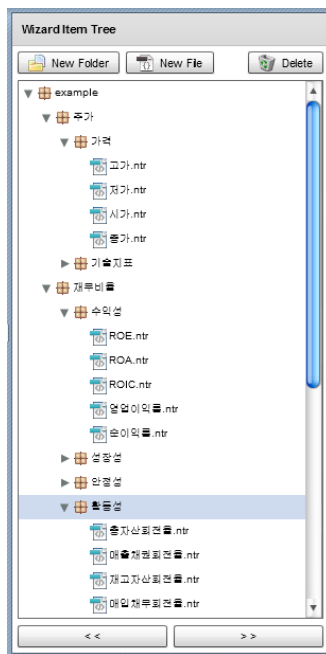 Wizard Item Tree
New Folder New File Delete
example
주가
가격
고가.ntr
저가.ntr
시가.ntr
종가.ntr
기술지표
재무비율
수익성
ROE.ntr
ROA.ntr
ROIC.ntr
영업이익률.ntr
순이익률.ntr
성장성
안정성
활동성
총자산회전율.ntr
매출채권회전율.ntr
재고자산회전율.ntr
매입채무회전율.ntr
<< >>